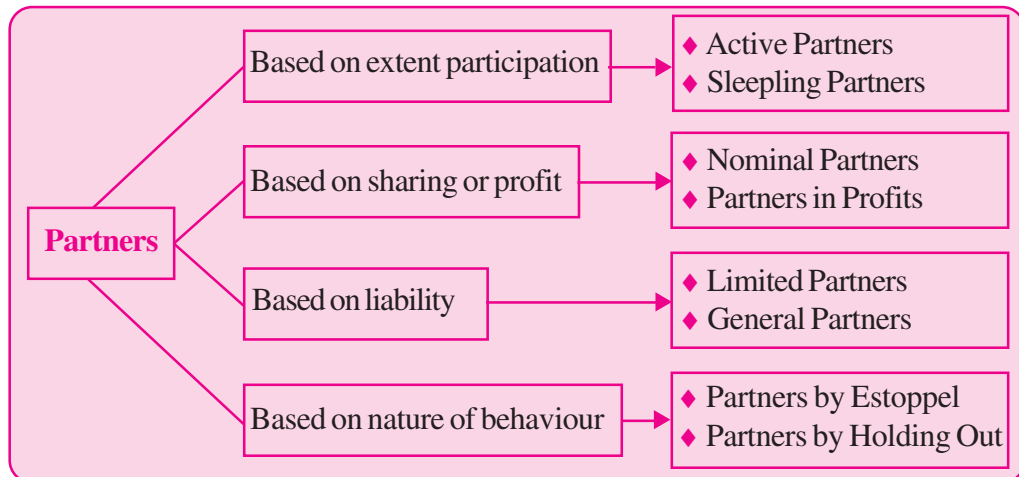 Partners
Based on extent participation
♦ Active Partners
♦ Sleepling Partners
Based on sharing or profit
♦ Nominal Partners
♦ Partners in Profits
Based on liability
♦ Limited Partners
♦ General Partners
Based on nature of behaviour
♦ Partners by Estoppel
♦ Partners by Holding Out